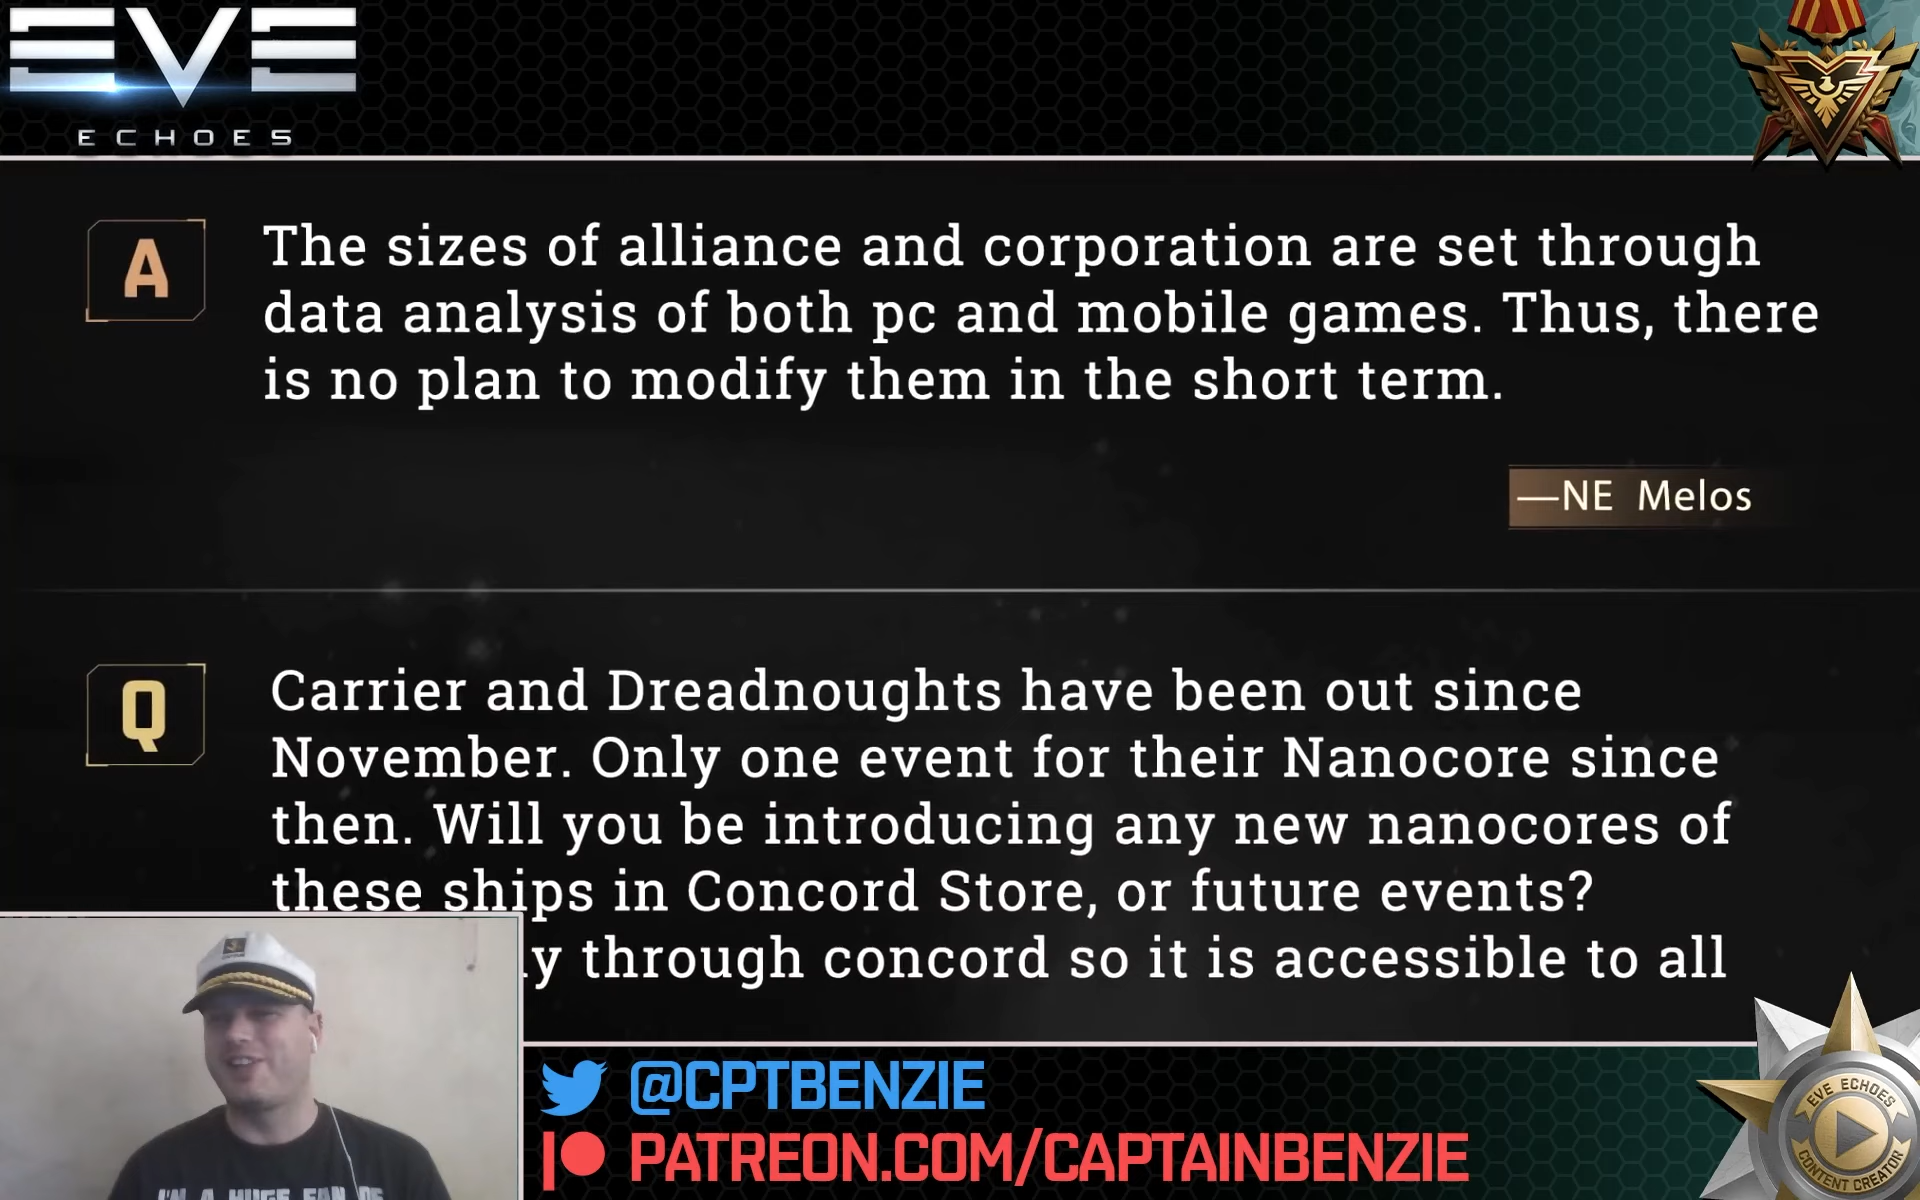 EVE
ECHOES
A
The sizes of alliance and corporation are set through
data analysis of both pc and mobile games. Thus, there
is no plan to modify them in the short term.
—NE Melos
Q
Carrier and Dreadnoughts have been out since
November. Only one event for their Nanocore since
then. Will you be introducing any new nanocores of
these ships in Concord Store, or future events?
through concord so it is accessible to all
@CPTBENZIE
PATREON.COM/CAPTAINBENZIE
EVE ECHOES
CONTENT CREATOR
I'M A HUGE FAN OF